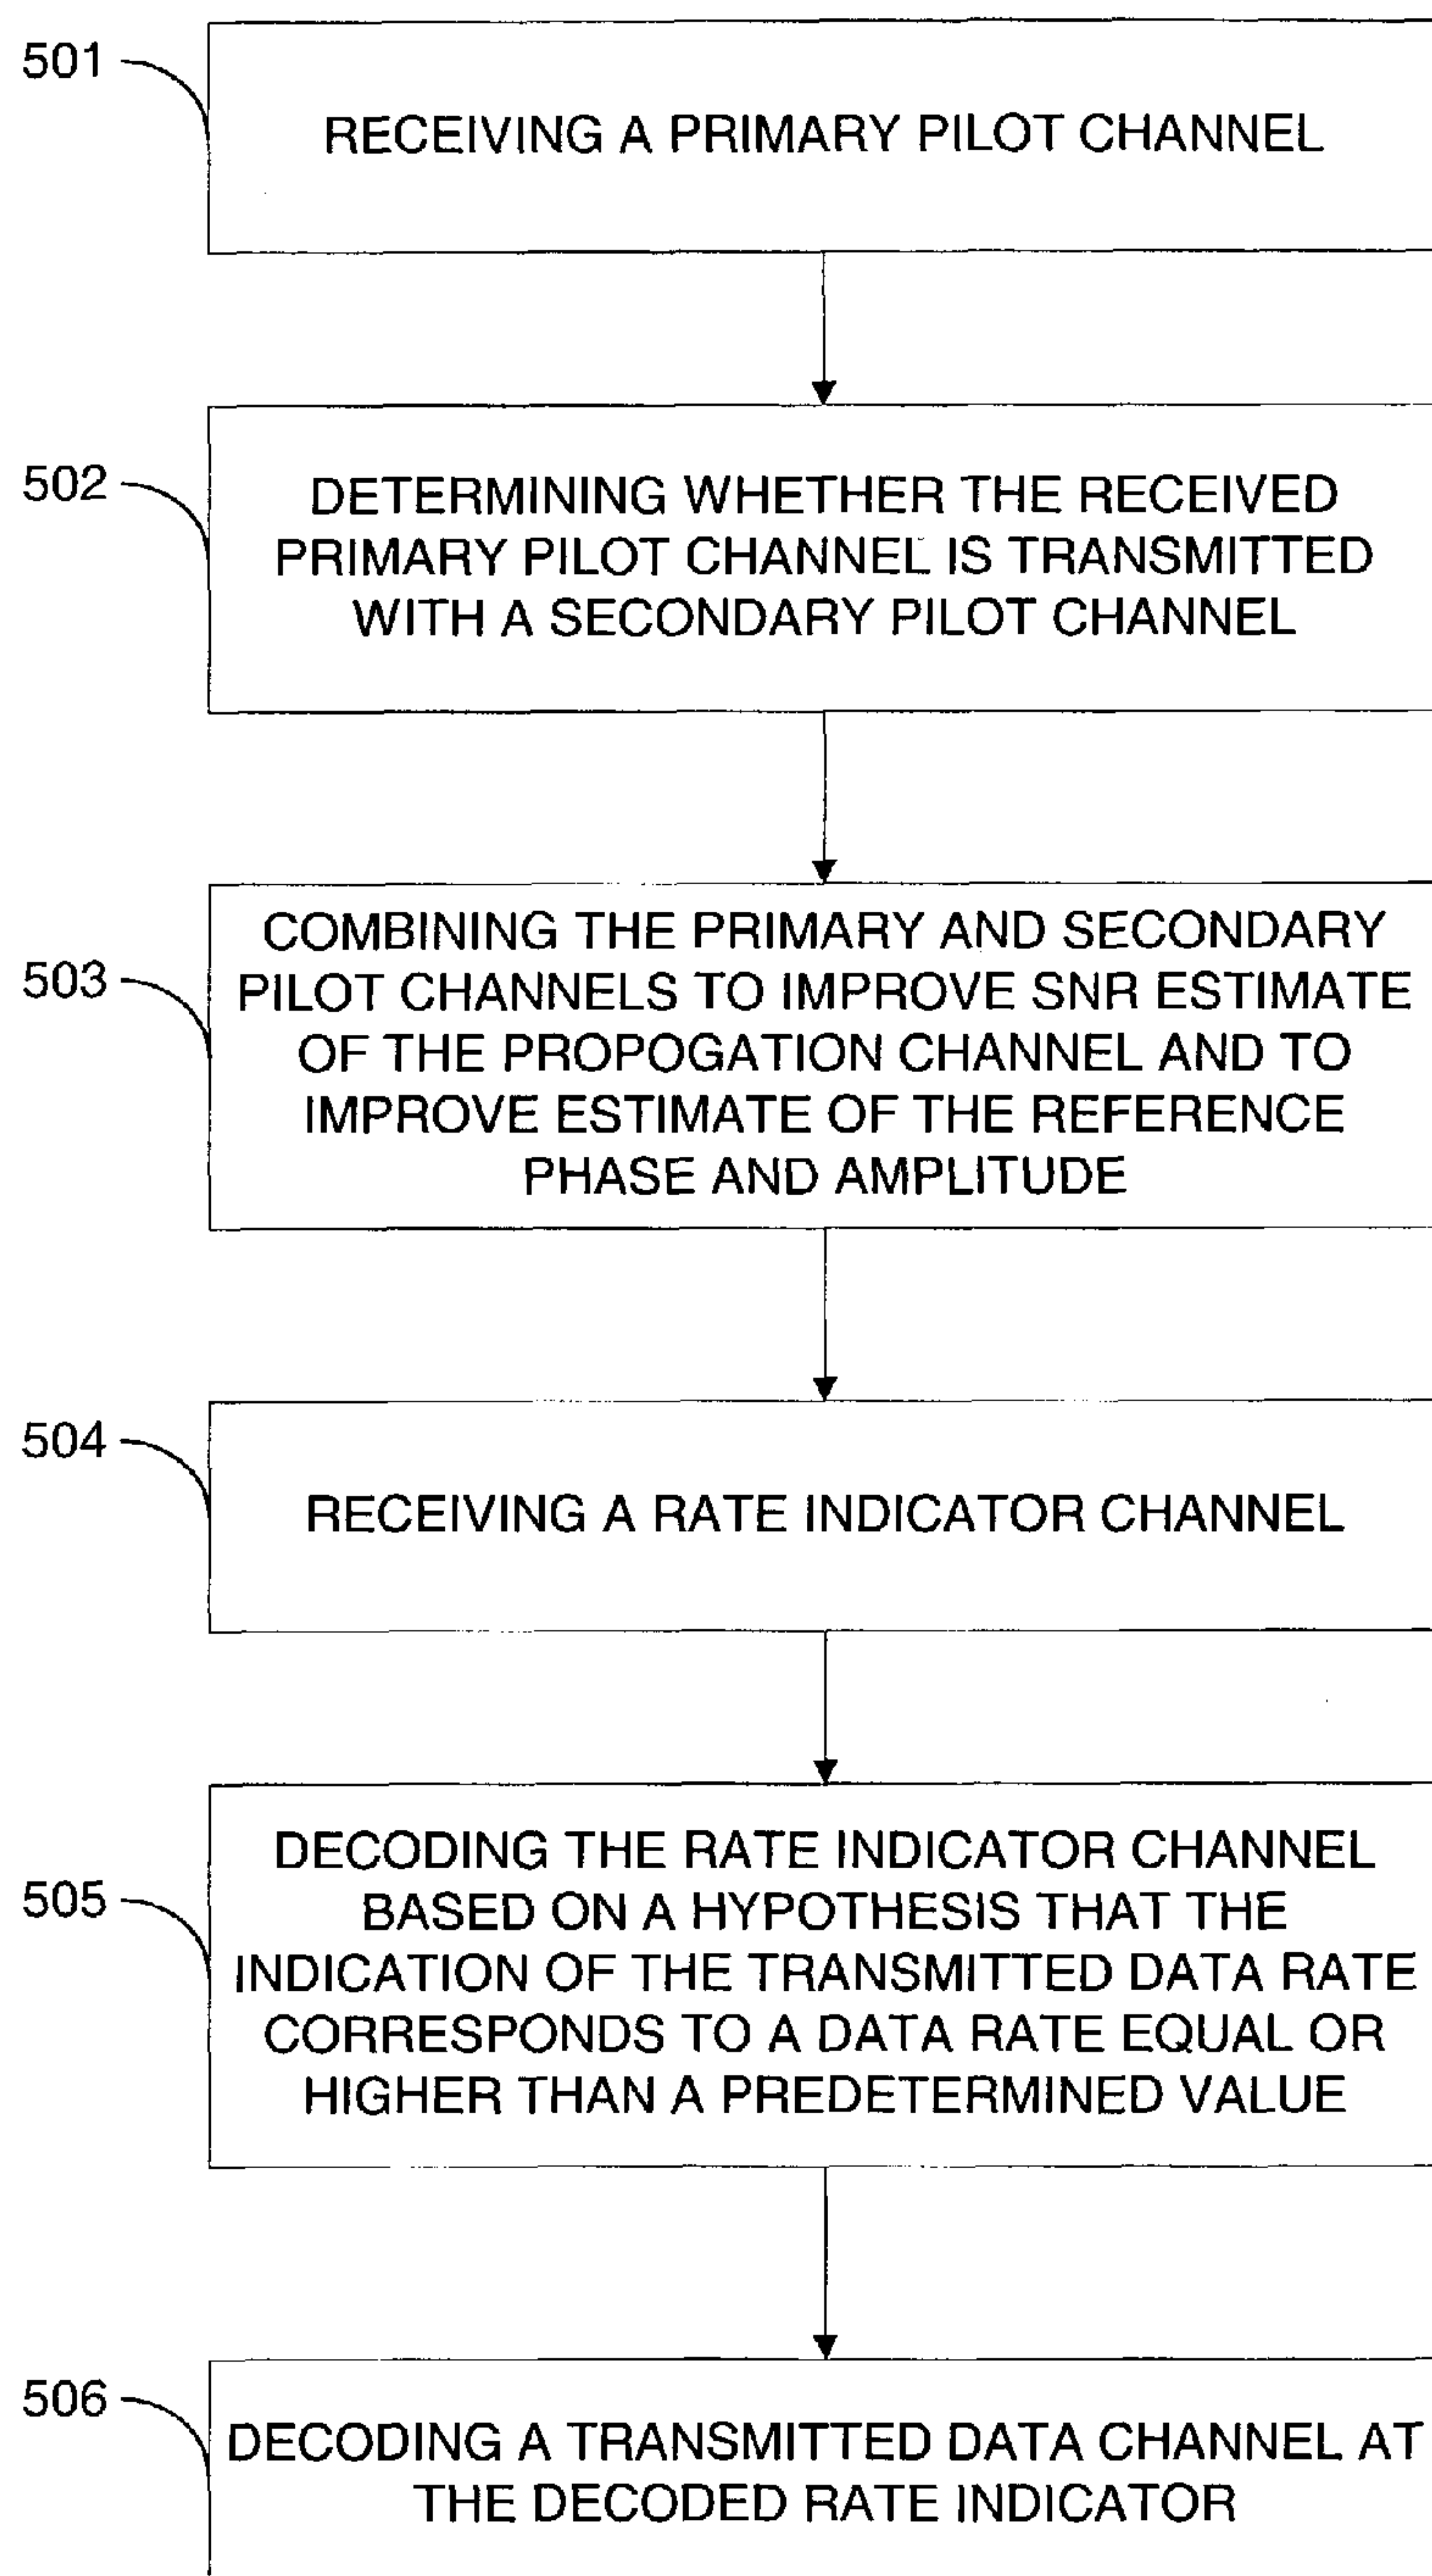 501
RECEIVING A PRIMARY PILOT CHANNEL
502
DETERMINING WHETHER THE RECEIVED
PRIMARY PILOT CHANNEL IS TRANSMITTED
WITH A SECONDARY PILOT CHANNEL
503
COMBINING THE PRIMARY AND SECONDARY
PILOT CHANNELS TO IMPROVE SNR ESTIMATE
OF THE PROPOGATION CHANNEL AND TO
IMPROVE ESTIMATE OF THE REFERENCE
PHASE AND AMPLITUDE
504
RECEIVING A RATE INDICATOR CHANNEL
505
DECODING THE RATE INDICATOR CHANNEL
BASED ON A HYPOTHESIS THAT THE
INDICATION OF THE TRANSMITTED DATA RATE
CORRESPONDS TO A DATA RATE EQUAL OR
HIGHER THAN A PREDETERMINED VALUE
506
DECODING A TRANSMITTED DATA CHANNEL AT
THE DECODED RATE INDICATOR